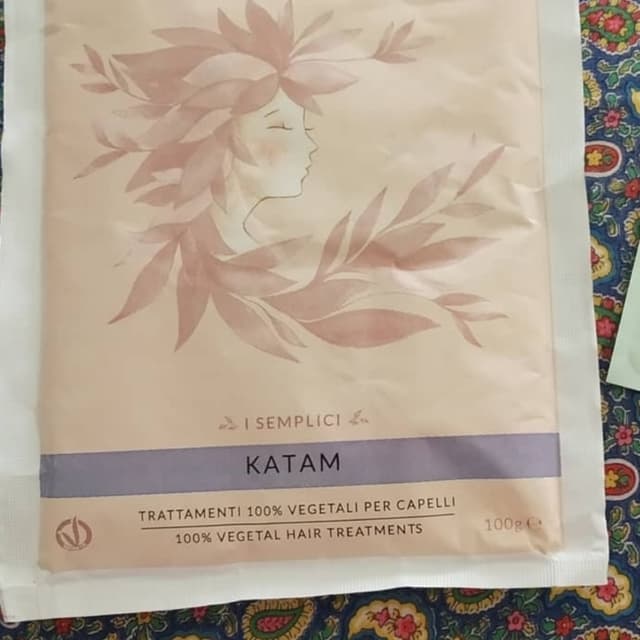 I SEMPLICI
KATAM
TRATTAMENTI 100% VEGETALI PER CAPELLI
100% VEGETAL HAIR TREATMENTS
100g ℮